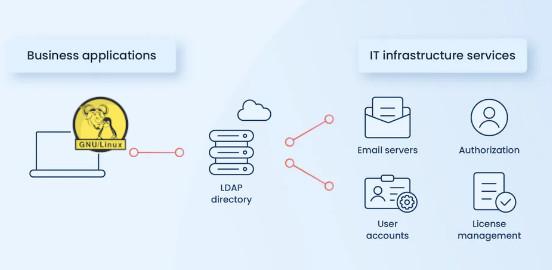 Business applications
IT infrastructure services
GNU/Linux
LDAP
directory
Email servers
Authorization
User
accounts
License
management